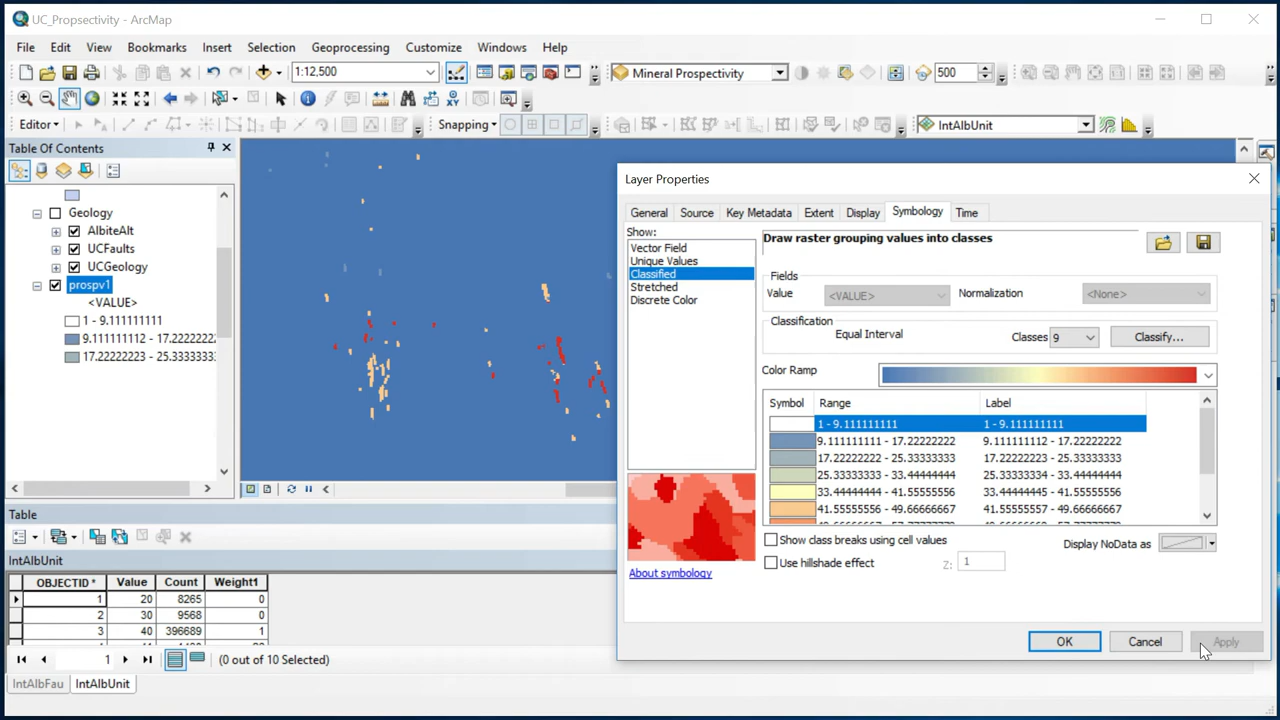 UC_Propsectivity - ArcMap
File Edit View Bookmarks Insert Selection Geoprocessing Customize Windows Help
1:12,500 Mineral Prospectivity 500
Editor Snapping IntAlbUnit
Table Of Contents
Geology
AlbiteAlt
UCFaults
UCGeology
prospv1
<VALUE>
1 - 9.111111111
9.111111112 - 17.2222222
17.22222223 - 25.3333333
Layer Properties
General Source Key Metadata Extent Display Symbology Time
Show:
Vector Field
Unique Values
Classified
Stretched
Discrete Color
About symbology
Draw raster grouping values into classes
Fields
Value <VALUE> Normalization <None>
Classification
Equal Interval Classes 9 Classify...
Color Ramp
Symbol Range Label
1 - 9.111111111 1 - 9.111111111
9.111111111 - 17.22222222 9.111111112 - 17.22222222
17.22222222 - 25.33333333 17.22222223 - 25.33333333
25.33333333 - 33.44444444 25.33333334 - 33.44444444
33.44444444 - 41.55555556 33.44444445 - 41.55555556
41.55555556 - 49.66666667 41.55555557 - 49.66666667
Show class breaks using cell values Display NoData as
Use hillshade effect Z: 1
OK Cancel Apply
Table
IntAlbUnit
OBJECTID * Value Count Weight1
1 20 8265 0
2 30 9568 0
3 40 396689 1
1 (0 out of 10 Selected)
IntAlbFau IntAlbUnit